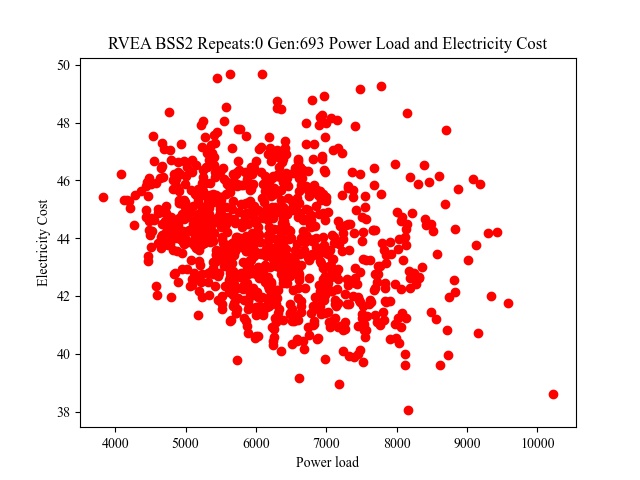 RVEA BSS2 Repeats:0 Gen:693 Power Load and Electricity Cost
50
48
46
44
42
40
38
Electricity Cost
4000 5000 6000 7000 8000 9000 10000
Power load